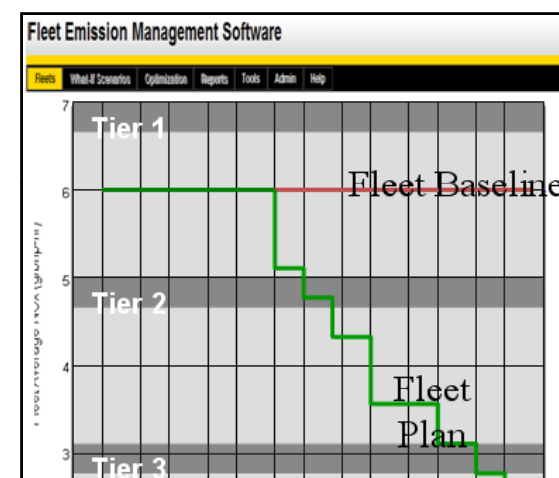 Fleet Emission Management Software
Fleets What-If Scenarios Optimization Reports Tools Admin Help
7
Tier 1
6
Fleet Baseline
5
Tier 2
4
Fleet
Plan
3
Tier 3